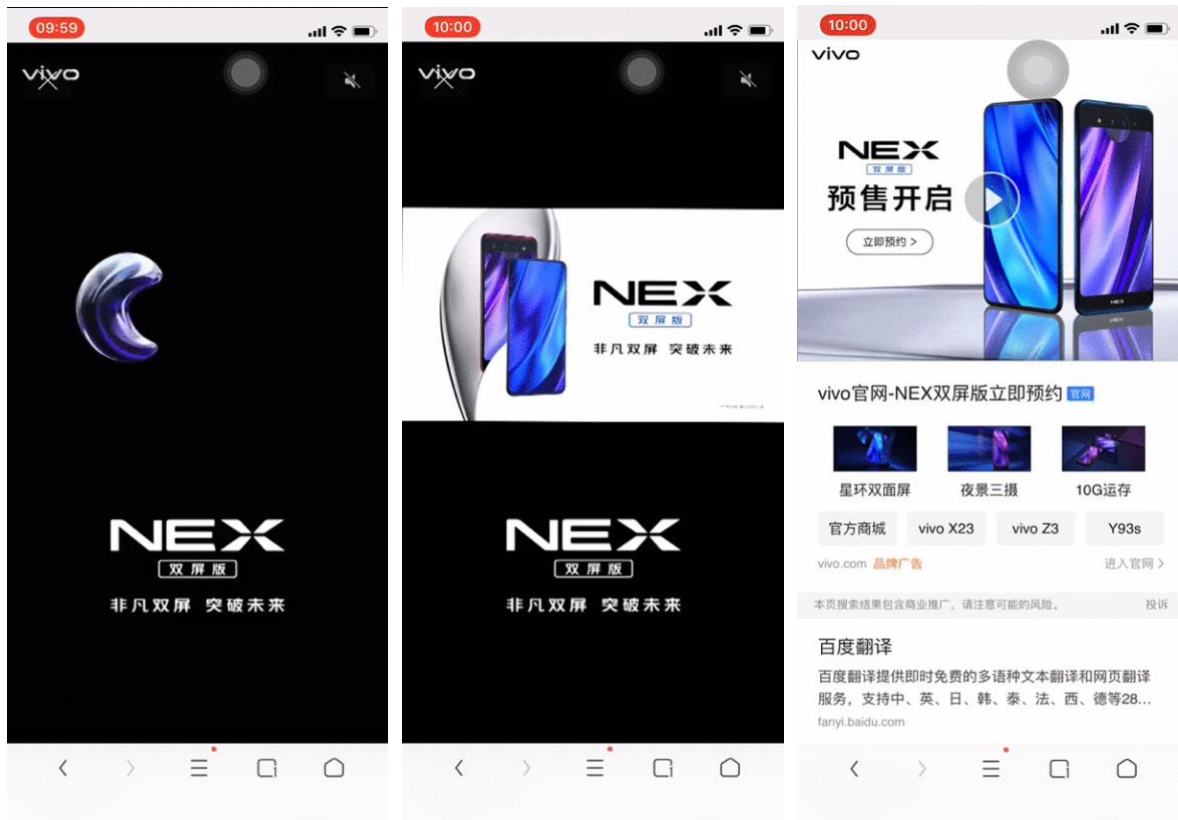 09:59
vivo
NEX
双屏版
非凡双屏 突破未来
10:00
vivo
NEX
双屏版
非凡双屏 突破未来
NEX
双屏版
非凡双屏 突破未来
10:00
vivo
NEX
双屏版
预售开启
立即预约 >
NEX
vivo官网-NEX双屏版立即预约 官网
星环双面屏 夜景三摄 10G运存
官方商城 vivo X23 vivo Z3 Y93s
vivo.com 品牌广告 进入官网 >
本页搜索结果包含商业推广，请注意可能的风险。 投诉
百度翻译
百度翻译提供即时免费的多语种文本翻译和网页翻译
服务，支持中、英、日、韩、泰、法、西、德等28...
fanyi.baidu.com